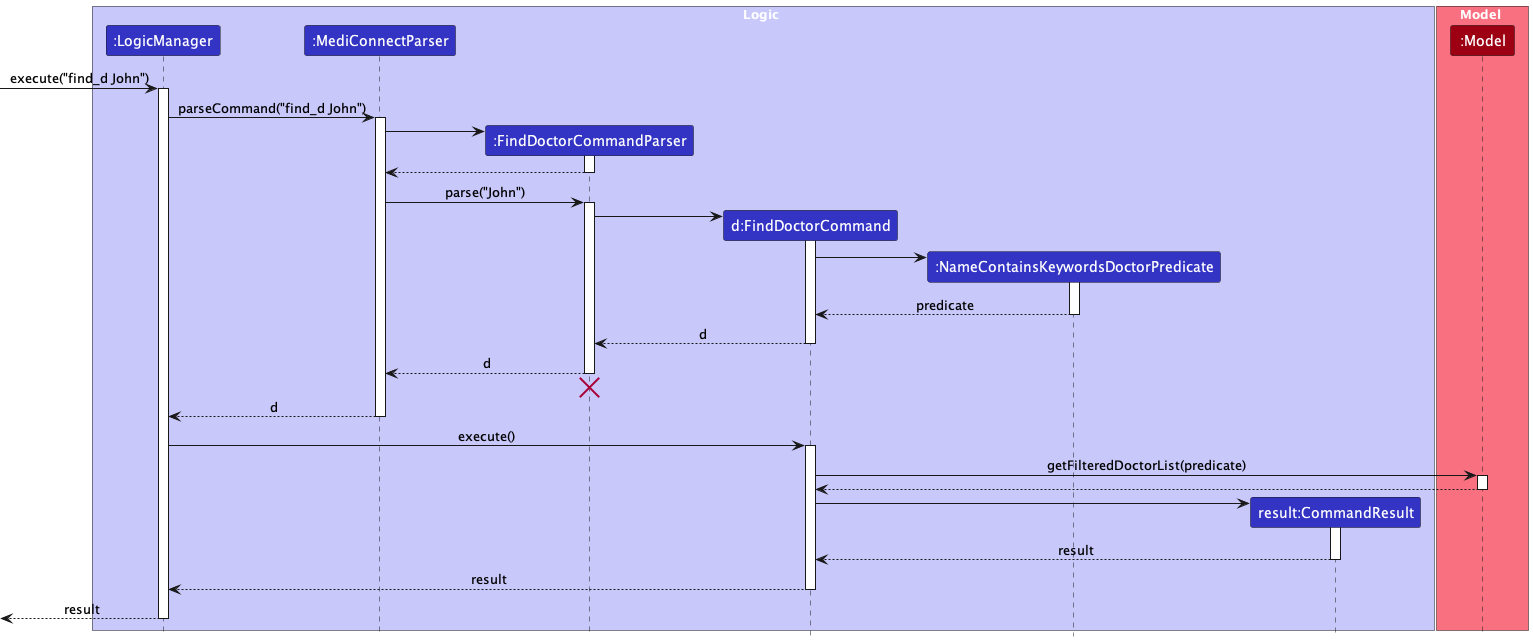 Logic
Model
:LogicManager
:MediConnectParser
:Model
execute("find_d John")
parseCommand("find_d John")
:FindDoctorCommandParser
parse("John")
d:FindDoctorCommand
:NameContainsKeywordsDoctorPredicate
predicate
d
d
d
execute()
getFilteredDoctorList(predicate)
result:CommandResult
result
result
result